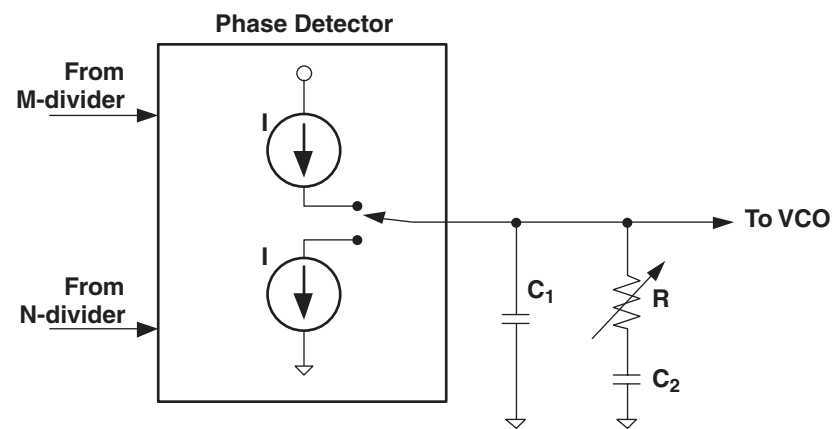 Phase Detector
From
M-divider
I
I
From
N-divider
To VCO
C1
R
C2